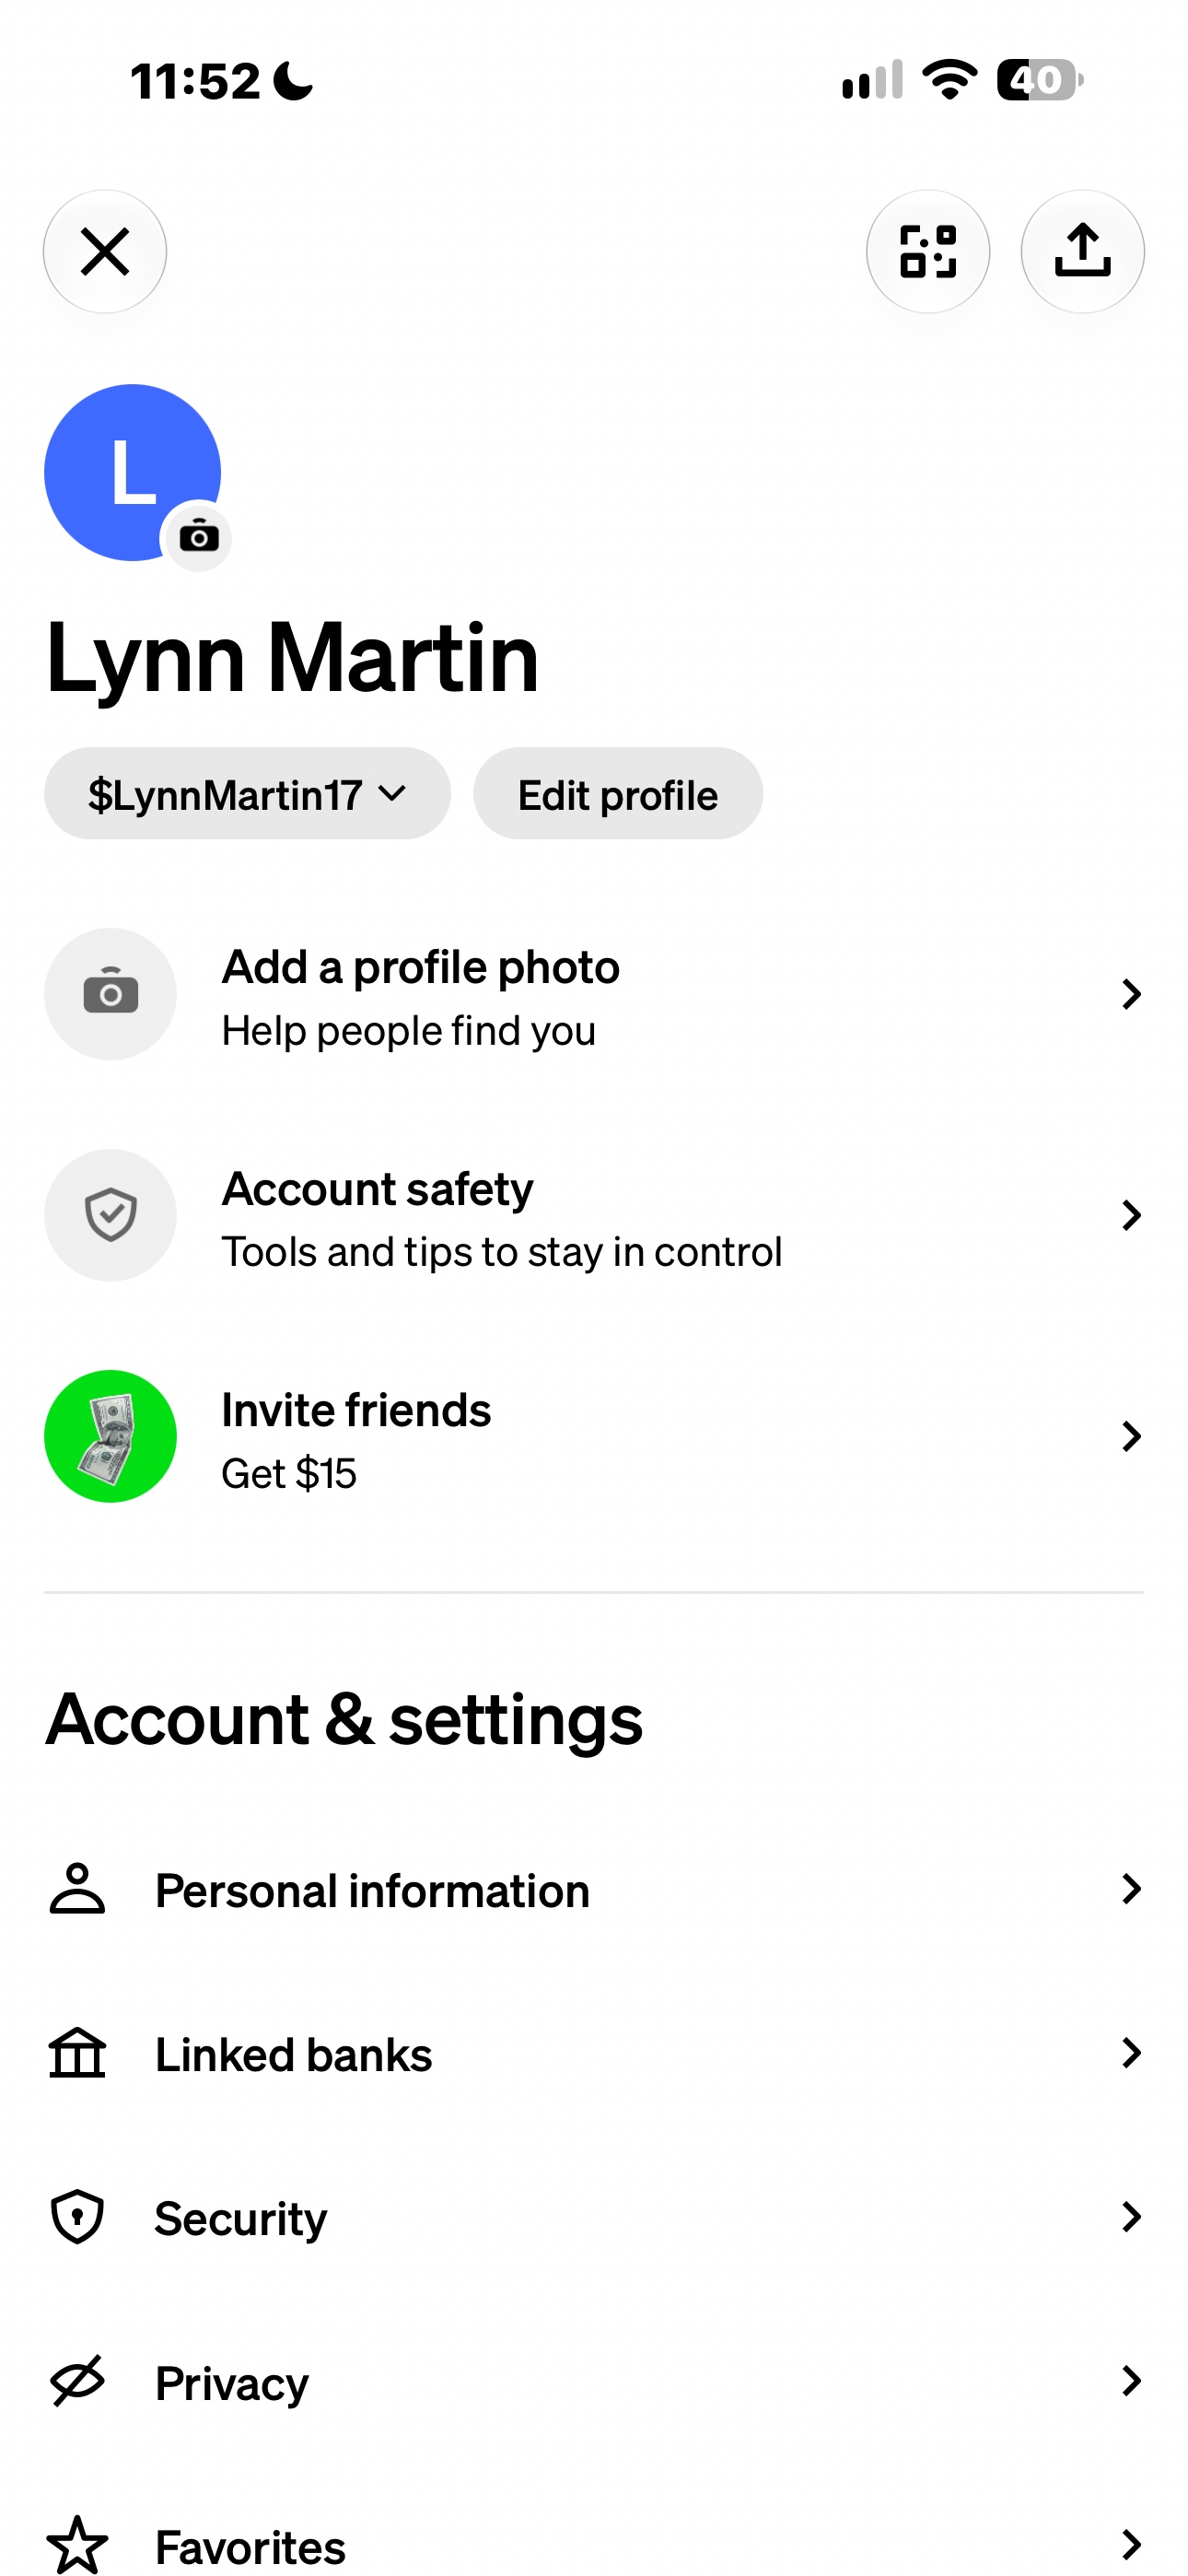 11:52
40
L
Lynn Martin
$LynnMartin17
Edit profile
Add a profile photo
Help people find you
Account safety
Tools and tips to stay in control
Invite friends
Get $15
Account & settings
Personal information
Linked banks
Security
Privacy
Favorites